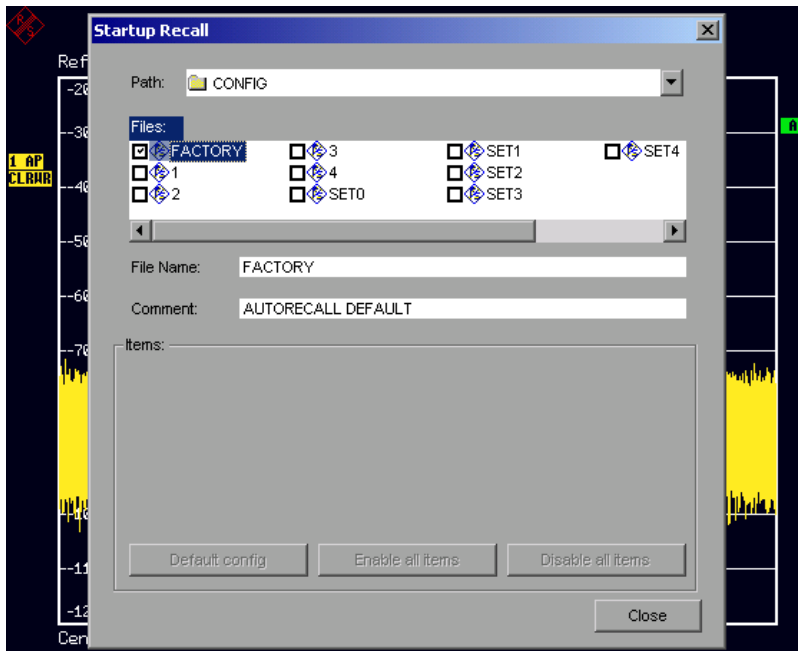 R S
Startup Recall
Ref
Path: CONFIG
-20
Files:
--30
A
FACTORY 3 SET1 SET4
1 AP
1 4 SET2
CLRWR
--40
2 SET0 SET3
--50
File Name: FACTORY
--60
Comment: AUTORECALL DEFAULT
Items:
--70
Default config Enable all items Disable all items
--11
-12
Close
Cen